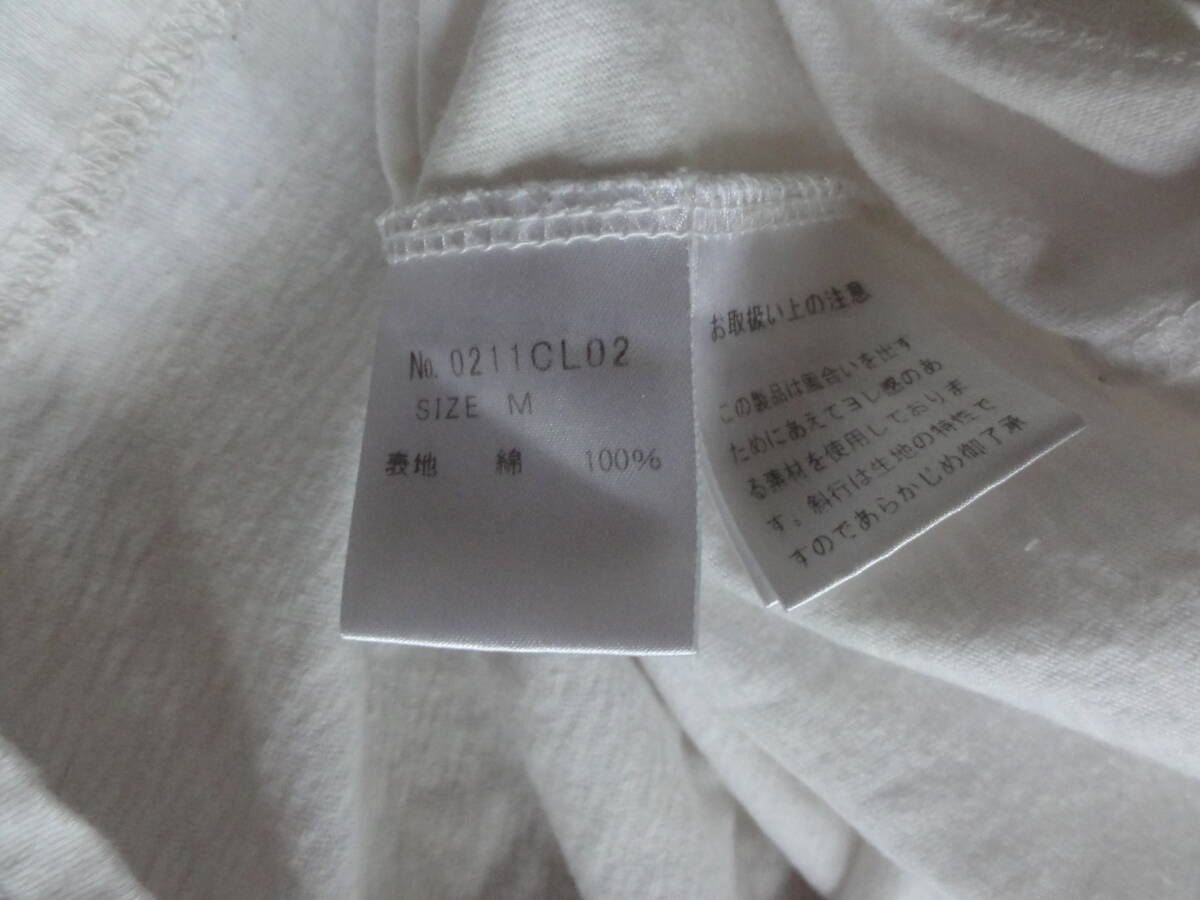 No. 0211CL02
SIZE M
表地 綿 100%
お取扱い上の注意
この製品は風合いを出す
ためにあえてヨレ感のあ
る素材を使用しておりま
す。斜行は生地の特性で
すのであらかじめ御了承